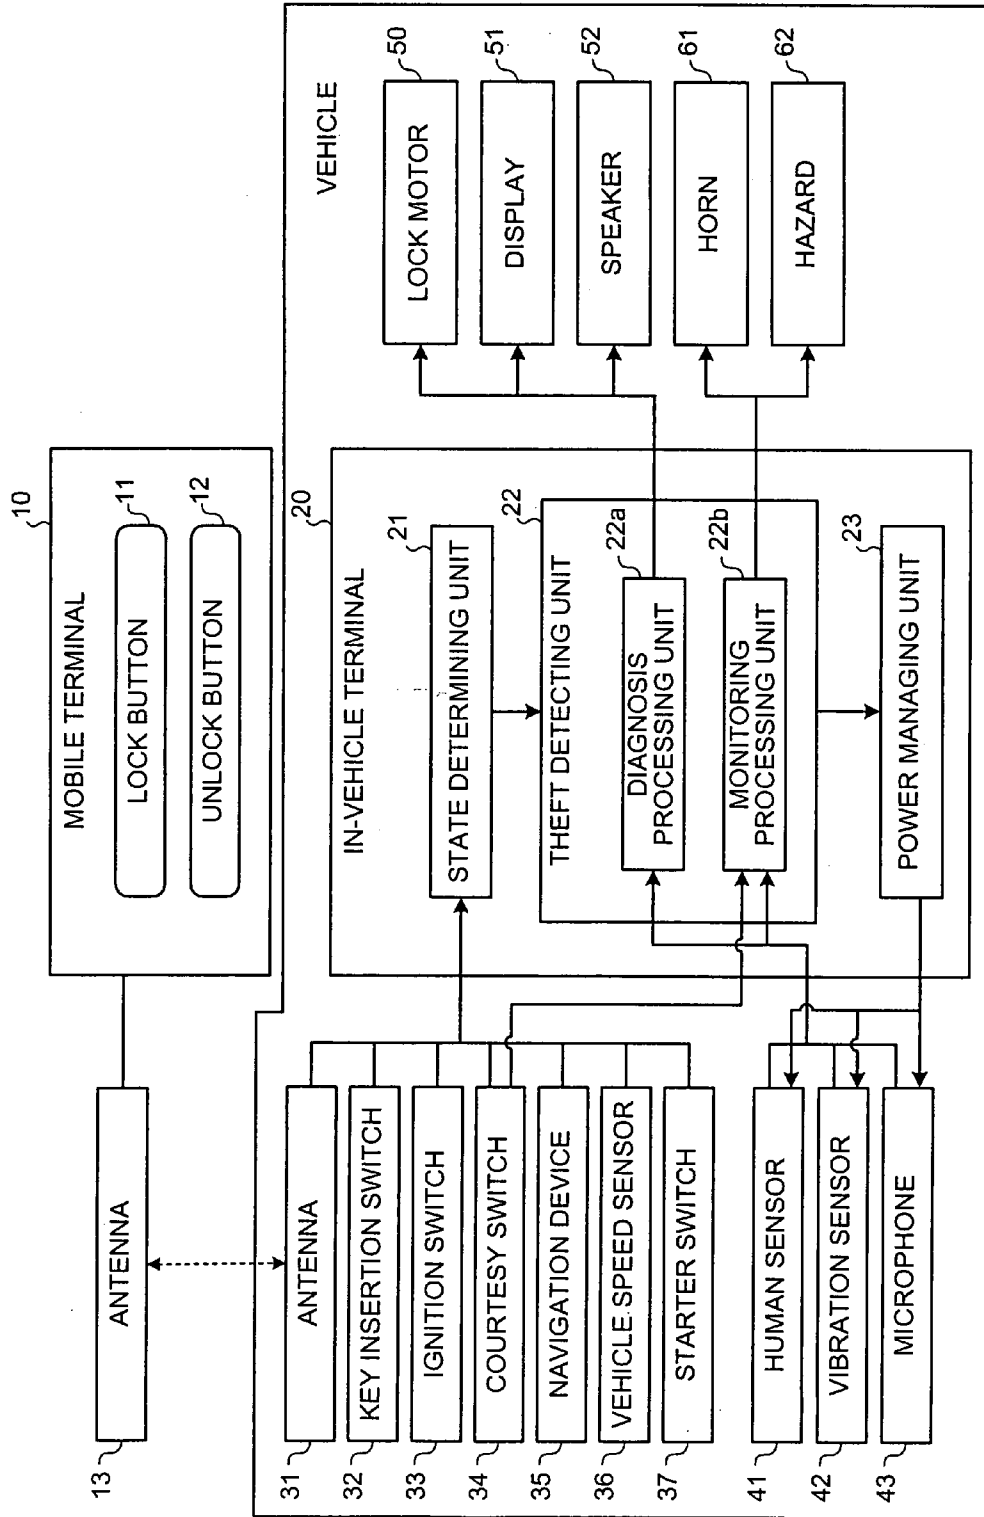 10
MOBILE TERMINAL
LOCK BUTTON
11
UNLOCK BUTTON
12
ANTENNA
13
VEHICLE
ANTENNA
31
KEY INSERTION SWITCH
32
IGNITION SWITCH
33
COURTESY SWITCH
34
NAVIGATION DEVICE
35
VEHICLE SPEED SENSOR
36
STARTER SWITCH
37
HUMAN SENSOR
41
VIBRATION SENSOR
42
MICROPHONE
43
20
IN-VEHICLE TERMINAL
21
STATE DETERMINING UNIT
22
THEFT DETECTING UNIT
22a
DIAGNOSIS
PROCESSING UNIT
22b
MONITORING
PROCESSING UNIT
23
POWER MANAGING UNIT
LOCK MOTOR
50
DISPLAY
51
SPEAKER
52
HORN
61
HAZARD
62